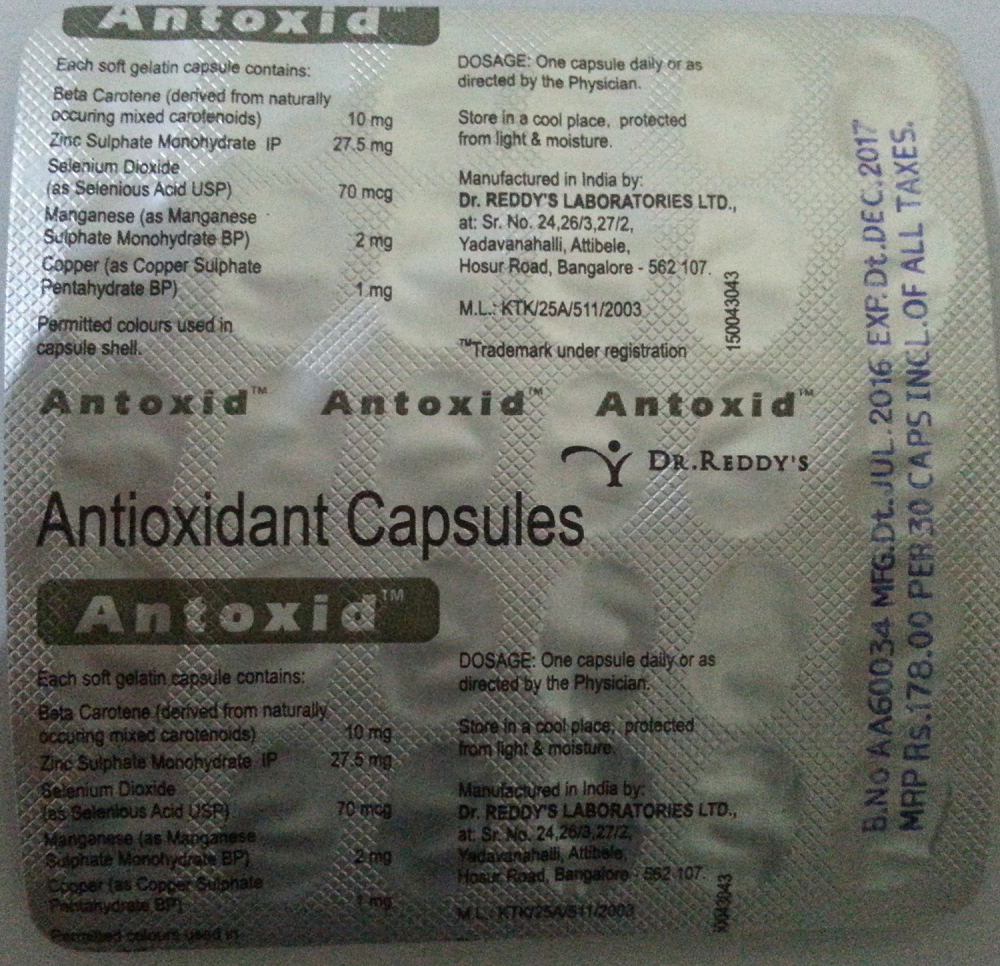 Antoxid™
Each soft gelatin capsule contains:
Beta Carotene (derived from naturally
occuring mixed carotenoids) 10 mg
Zinc Sulphate Monohydrate IP 27.5 mg
Selenium Dioxide
(as Selenious Acid USP) 70 mcg
Manganese (as Manganese
Sulphate Monohydrate BP) 2 mg
Copper (as Copper Sulphate
Pentahydrate BP) 1 mg
Permitted colours used in
capsule shell.
DOSAGE: One capsule daily or as
directed by the Physician.
Store in a cool place, protected
from light & moisture.
Manufactured in India by:
Dr. REDDY'S LABORATORIES LTD.,
at: Sr. No. 24,26/3,27/2,
Yadavanahalli, Attibele,
Hosur Road, Bangalore - 562 107.
M.L.: KTK/25A/511/2003
™Trademark under registration
150043043
Antoxid™ Antoxid™ Antoxid™
DR.REDDY'S
Antioxidant Capsules
Antoxid™
Each soft gelatin capsule contains:
Beta Carotene (derived from naturally
occuring mixed carotenoids) 10 mg
Zinc Sulphate Monohydrate IP 27.5 mg
Selenium Dioxide
(as Selenious Acid USP) 70 mcg
Manganese (as Manganese
Sulphate Monohydrate BP) 2 mg
Copper (as Copper Sulphate
Pentahydrate BP) 1 mg
Permitted colours used in
DOSAGE: One capsule daily or as
directed by the Physician.
Store in a cool place, protected
from light & moisture.
Manufactured in India by:
Dr. REDDY'S LABORATORIES LTD.,
at: Sr. No. 24,26/3,27/2,
Yadavanahalli, Attibele,
Hosur Road, Bangalore - 562 107.
M.L.: KTK/25A/511/2003
B.No AA60034 MFG.Dt.JUL.2016 EXP.Dt.DEC.2017
MRP Rs.178.00 PER 30 CAPS INCL.OF ALL TAXES.